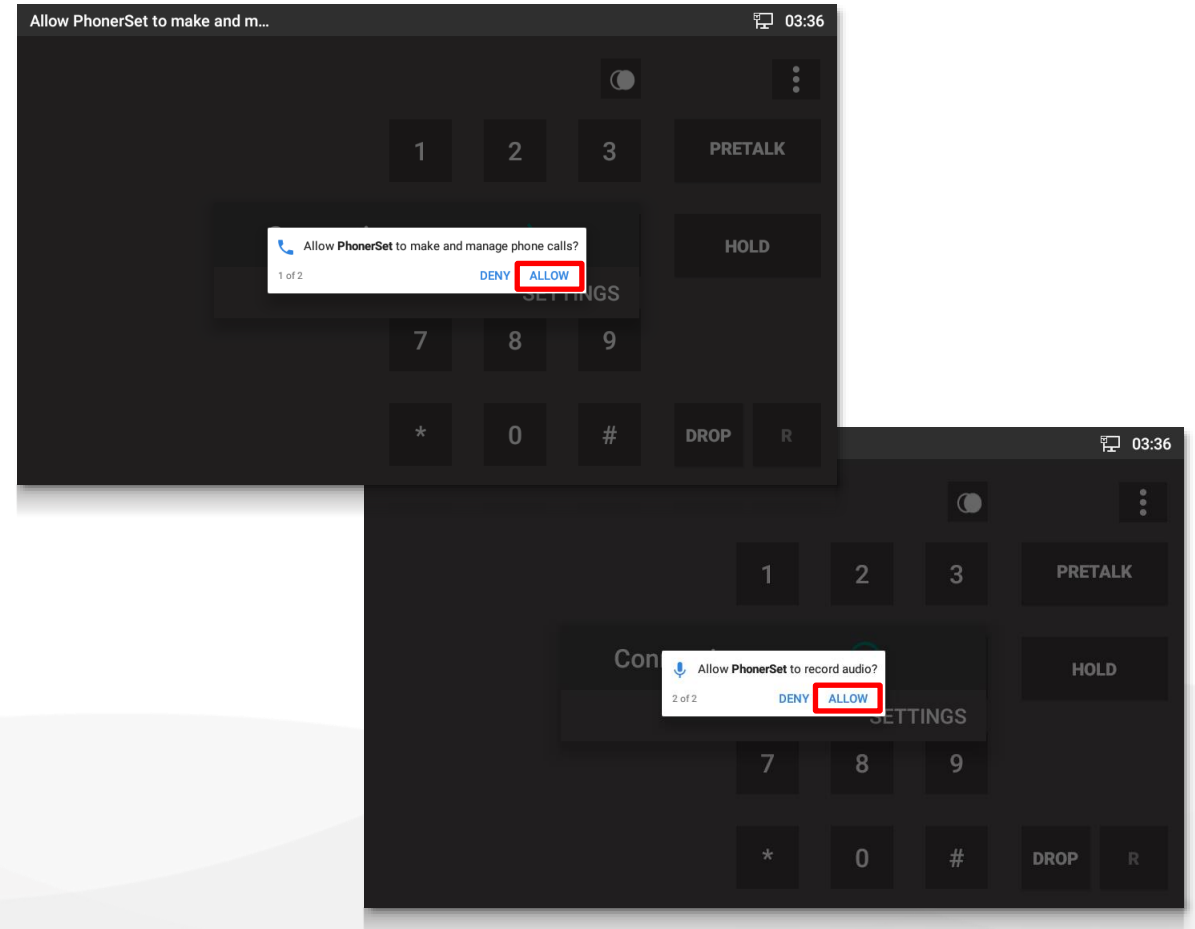 Allow PhonerSet to make and m...
03:36
1 2 3 PRETALK
Allow PhonerSet to make and manage phone calls?
HOLD
1 of 2 DENY ALLOW
SETTINGS
7 8 9
* 0 # DROP R
03:36
1 2 3 PRETALK
Allow PhonerSet to record audio?
HOLD
2 of 2 DENY ALLOW
SETTINGS
7 8 9
* 0 # DROP R